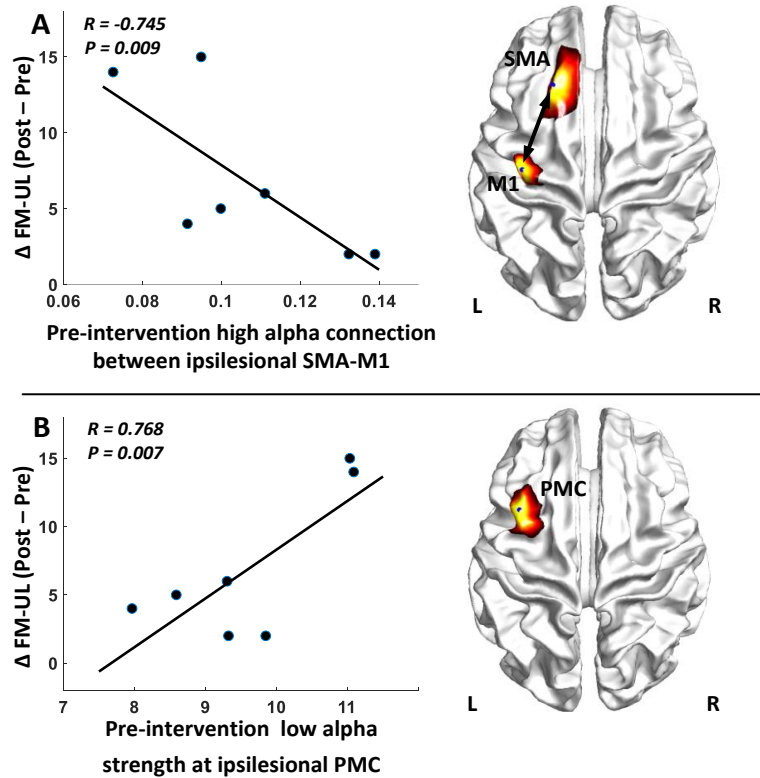 A
R = -0.745
P = 0.009
15
10
5
0
Δ FM-UL (Post – Pre)
0.06 0.08 0.1 0.12 0.14
Pre-intervention high alpha connection
between ipsilesional SMA-M1
SMA
M1
L R
B
R = 0.768
P = 0.007
15
10
5
0
Δ FM-UL (Post – Pre)
7 8 9 10 11
Pre-intervention low alpha
strength at ipsilesional PMC
PMC
L R